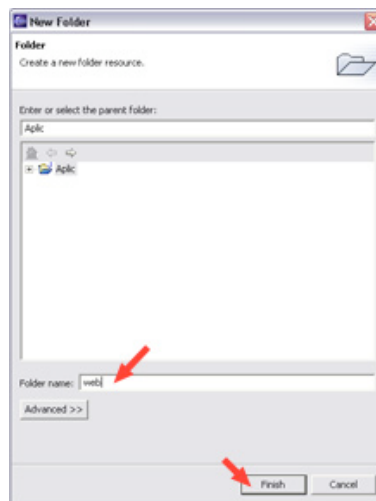 New Folder
Folder
Create a new folder resource.
Enter or select the parent folder:
Aplic
Aplic
Folder name: web
Advanced >>
Finish Cancel